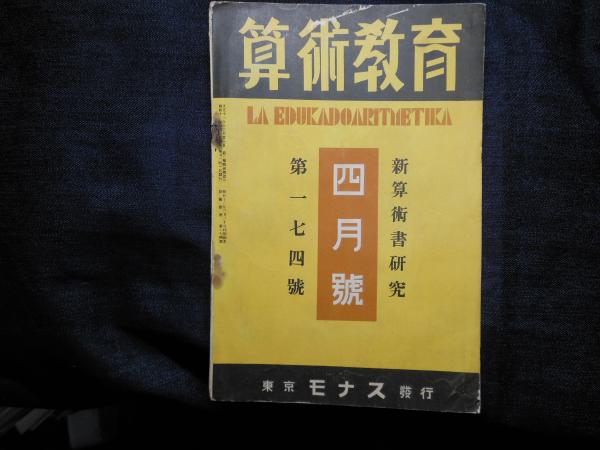 算術教育
LA EDUKADOARITMETIKA
新算術書研究
四月號
第一七四號
東京 モナス 發行